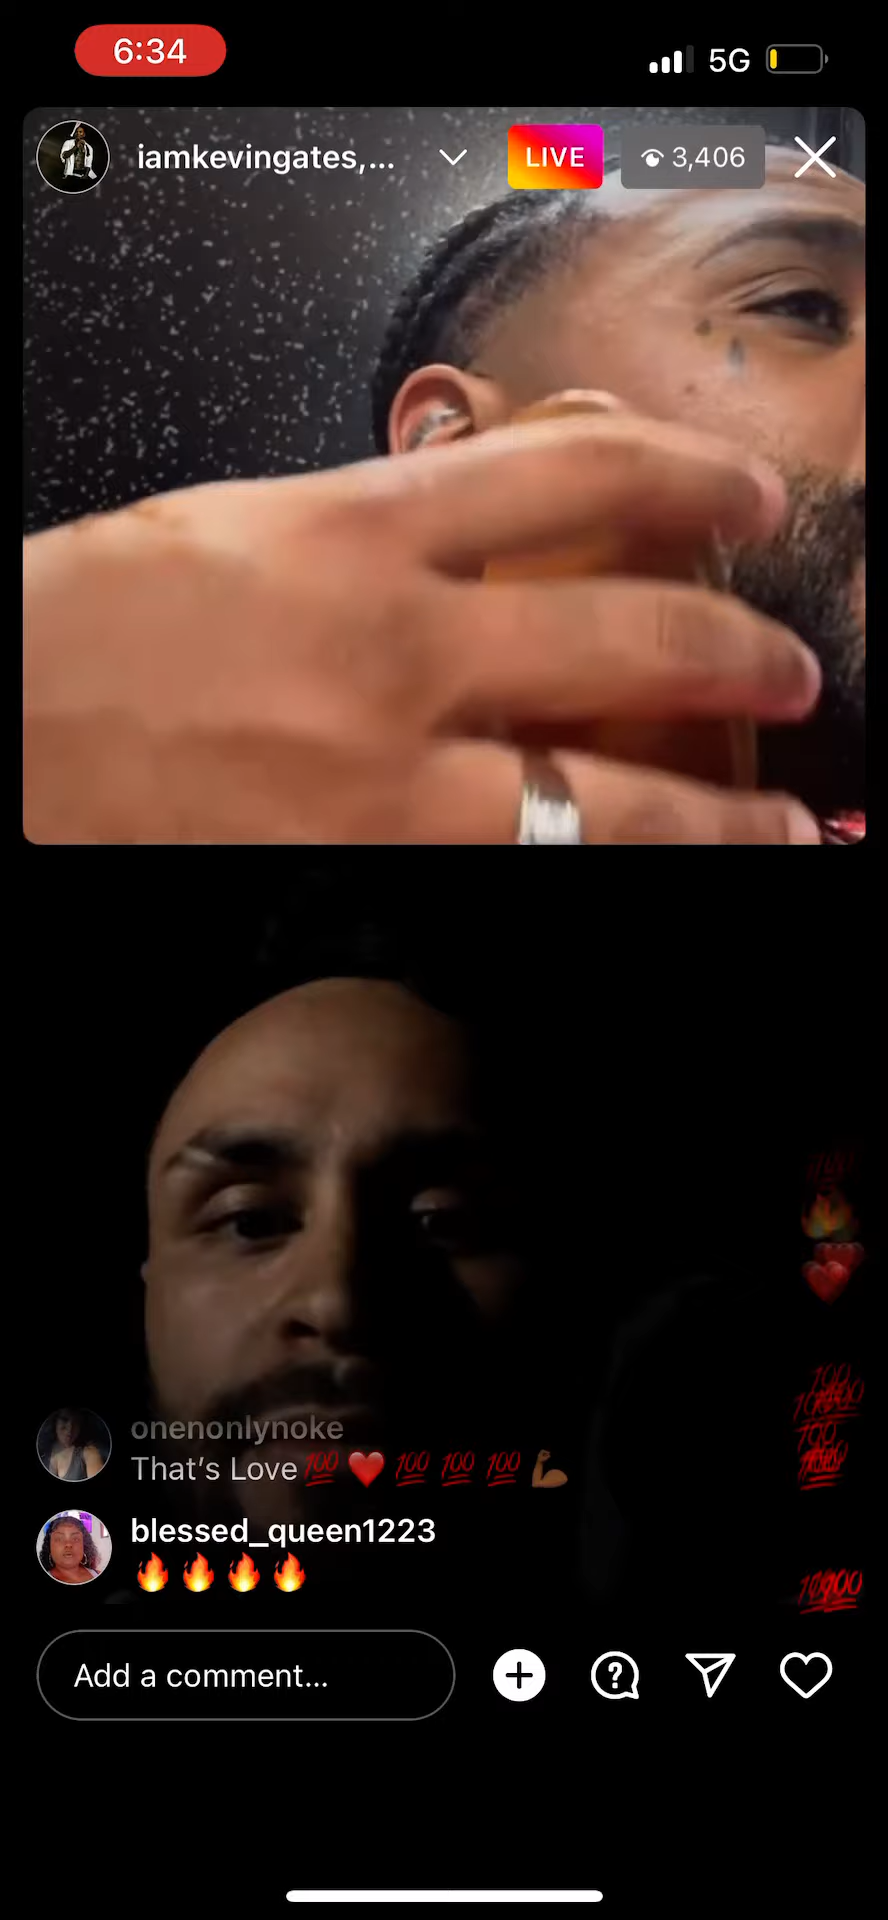 6:34
5G
iamkevingates,...
LIVE
3,406
onenonlynoke
That's Love 💯 ❤️ 💯 💯 💯 💪🏽
blessed_queen1223
🔥 🔥 🔥 🔥
Add a comment...